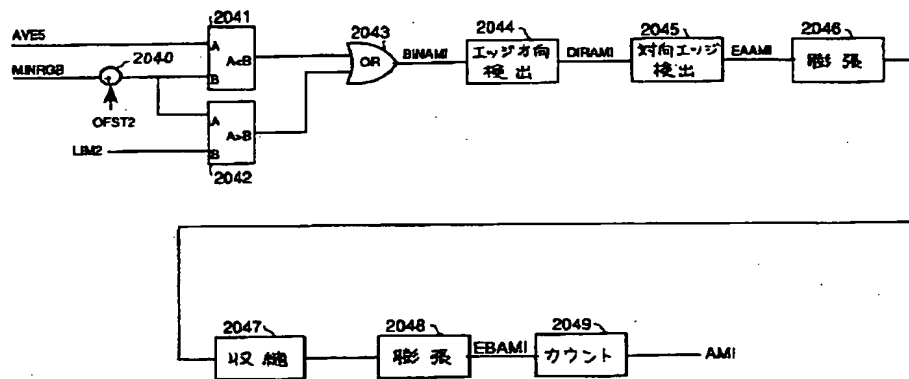 AVE5
MINRGB
2040
OFST2
LIM2
2041
A
A<B
B
A
A>B
B
2042
2043
OR
BINAMI
2044
エッジ方向
検出
DIRAMI
2045
対向エッジ
検出
EAAMI
2046
膨張
2047
収縮
2048
膨張
EBAMI
2049
カウント
AMI